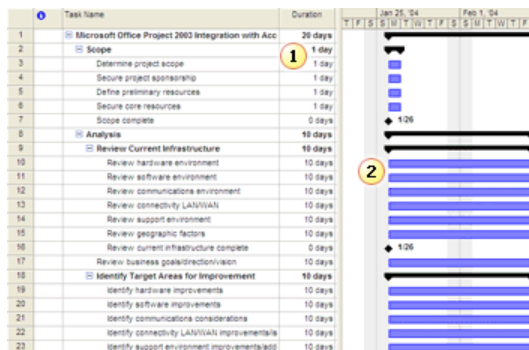 Task Name Duration Jan 25, '04 Feb 1, '04
T F S S M T W T F S S M T W T F
1 Microsoft Office Project 2003 Integration with Acc 20 days
2 Scope 1 day
1
3 Determine project scope 1 day
4 Secure project sponsorship 1 day
5 Define preliminary resources 1 day
6 Secure core resources 1 day
7 Scope complete 0 days 1/26
8 Analysis 10 days
9 Review Current Infrastructure 10 days
10 Review hardware environment 10 days
2
11 Review software environment 10 days
12 Review communications environment 10 days
13 Review connectivity LAN/WAN 10 days
14 Review support environment 10 days
15 Review geographic factors 10 days
16 Review current infrastructure complete 0 days 1/26
17 Review business goals/direction/vision 10 days
18 Identify Target Areas for Improvement 10 days
19 Identify hardware improvements 10 days
20 Identify software improvements 10 days
21 Identify communications considerations 10 days
22 Identify connectivity LAN/WAN improvements/is 10 days
23 Identify support environment improvements/add 10 days